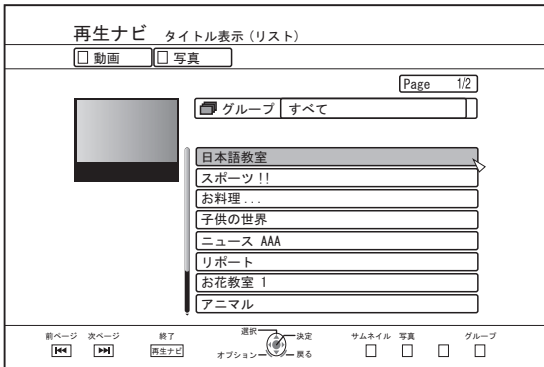 再生ナビ タイトル表示(リスト)
動画 写真
Page 1/2
グループ すべて
日本語教室
スポーツ!!
お料理...
子供の世界
ニュース AAA
リポート
お花教室 1
アニマル
前ページ 次ページ 終了 選択 決定 サムネイル 写真 グループ
再生ナビ オプション 戻る